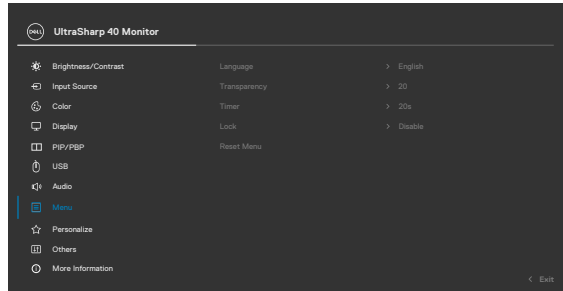 DELL UltraSharp 40 Monitor
Brightness/Contrast Language > English
Input Source Transparency > 20
Color Timer > 20s
Display Lock > Disable
PIP/PBP Reset Menu
USB
Audio
Menu
Personalize
Others
More Information
< Exit